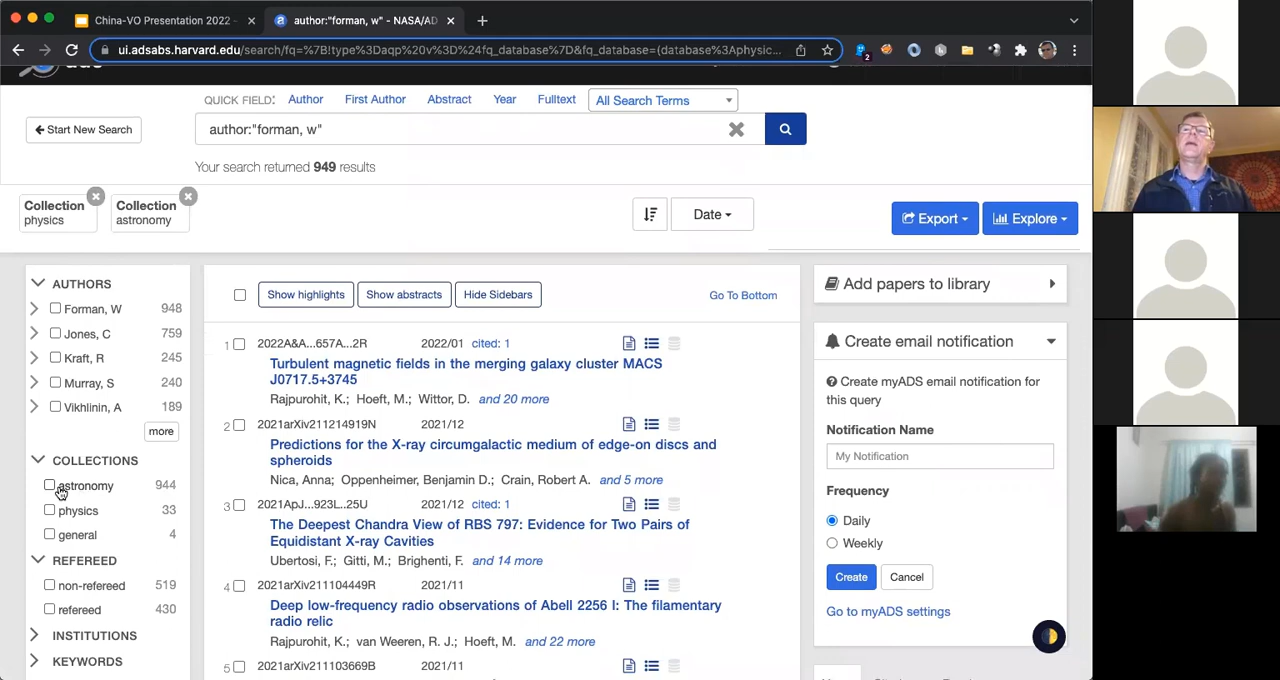 China-VO Presentation 2022 -
author:"forman, w" - NASA/AD
ui.adsabs.harvard.edu/search/fq=%7B!type%3Daqp%20v%3D%24fq_database%7D&fq_database=(database%3Aphysic...
2
ads
QUICK FIELD: Author First Author Abstract Year Fulltext All Search Terms
Start New Search
author:"forman, w"
Your search returned 949 results
Collection
physics
Collection
astronomy
Date
Export
Explore
AUTHORS
Forman, W 948
Jones, C 759
Kraft, R 245
Murray, S 240
Vikhlinin, A 189
more
COLLECTIONS
astronomy 944
physics 33
general 4
REFEREED
non-refereed 519
refereed 430
INSTITUTIONS
KEYWORDS
Show highlights Show abstracts Hide Sidebars Go To Bottom
1 2022A&A...657A...2R 2022/01 cited: 1
Turbulent magnetic fields in the merging galaxy cluster MACS
J0717.5+3745
Rajpurohit, K.; Hoeft, M.; Wittor, D. and 20 more
2 2021arXiv211214919N 2021/12
Predictions for the X-ray circumgalactic medium of edge-on discs and
spheroids
Nica, Anna; Oppenheimer, Benjamin D.; Crain, Robert A. and 5 more
3 2021ApJ...923L..25U 2021/12 cited: 1
The Deepest Chandra View of RBS 797: Evidence for Two Pairs of
Equidistant X-ray Cavities
Ubertosi, F.; Gitti, M.; Brighenti, F. and 14 more
4 2021arXiv211104449R 2021/11
Deep low-frequency radio observations of Abell 2256 I: The filamentary
radio relic
Rajpurohit, K.; van Weeren, R. J.; Hoeft, M. and 22 more
5 2021arXiv211103669B 2021/11
Add papers to library
Create email notification
Create myADS email notification for
this query
Notification Name
My Notification
Frequency
Daily
Weekly
Create Cancel
Go to myADS settings